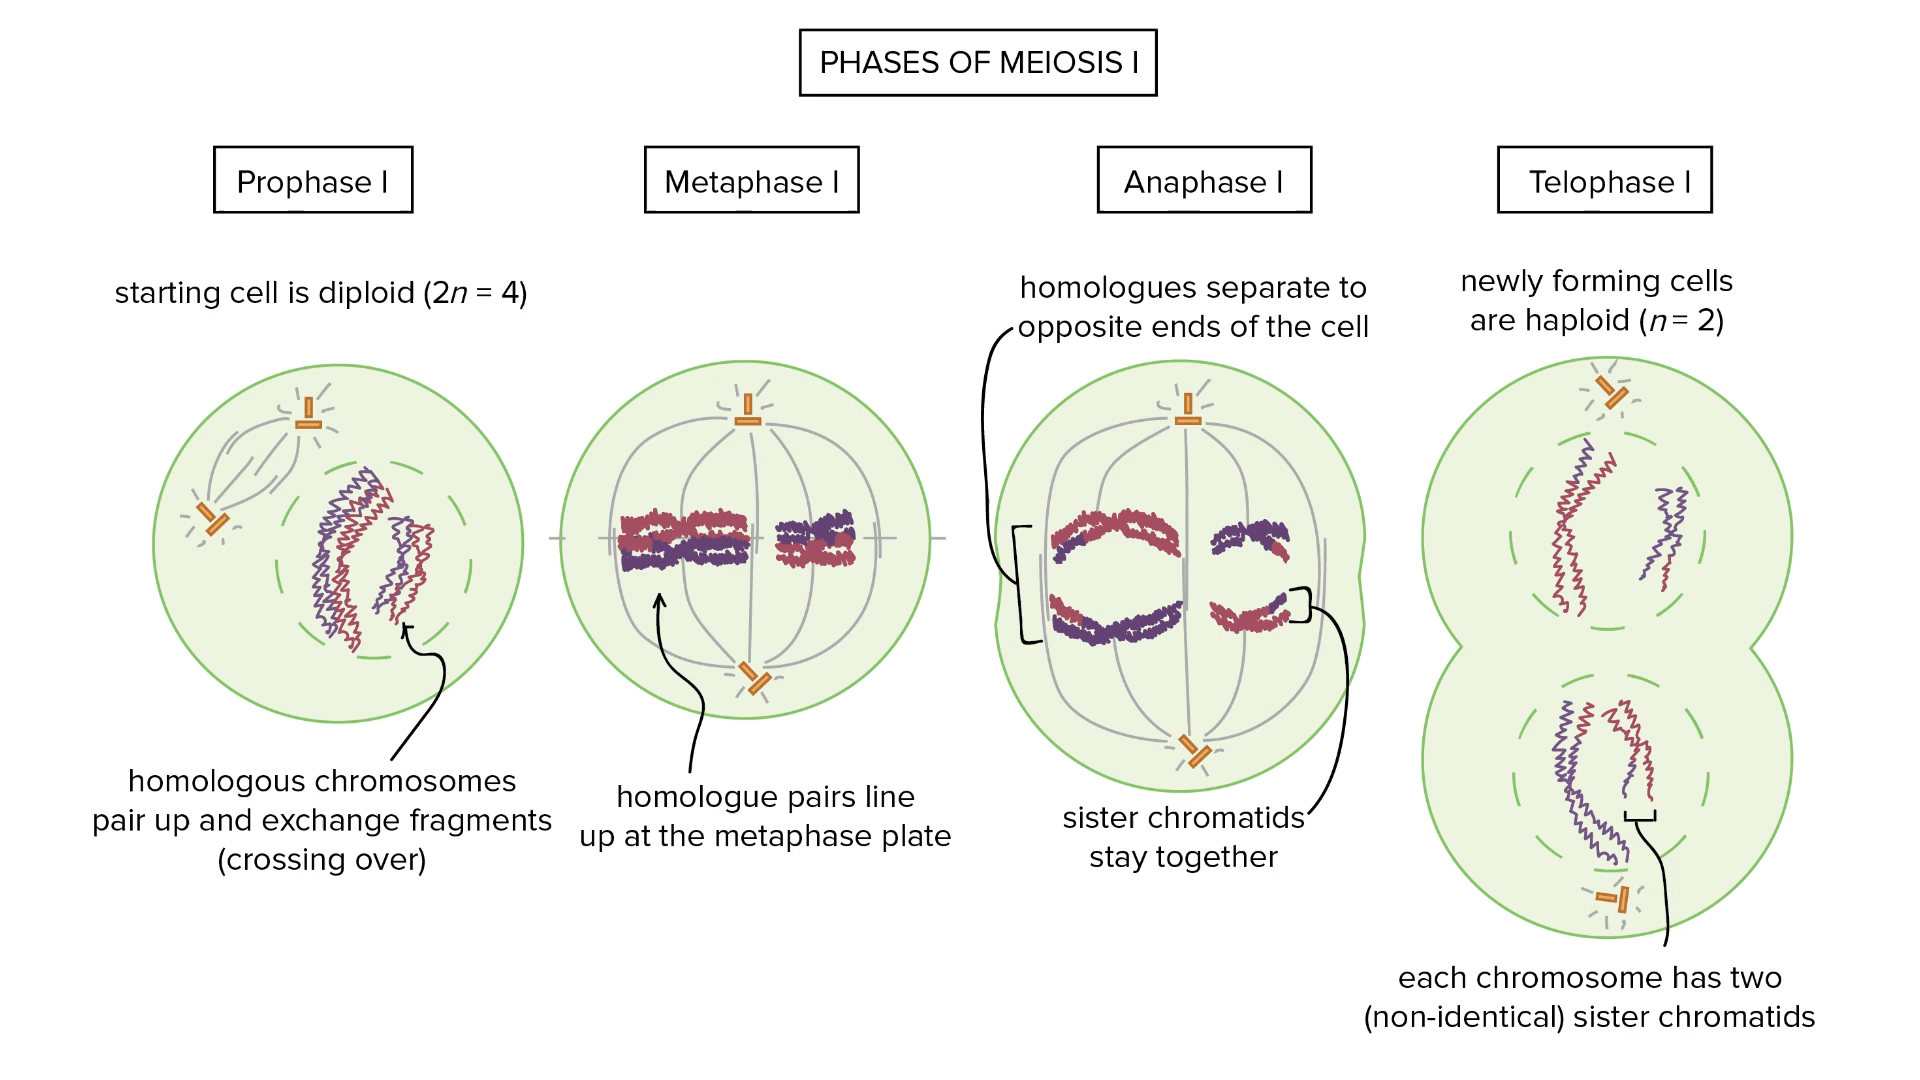 PHASES OF MEIOSIS I
Prophase I
Metaphase I
Anaphase I
Telophase I
starting cell is diploid (2n = 4)
homologues separate to
opposite ends of the cell
newly forming cells
are haploid (n = 2)
homologous chromosomes
pair up and exchange fragments
(crossing over)
homologue pairs line
up at the metaphase plate
sister chromatids
stay together
each chromosome has two
(non-identical) sister chromatids